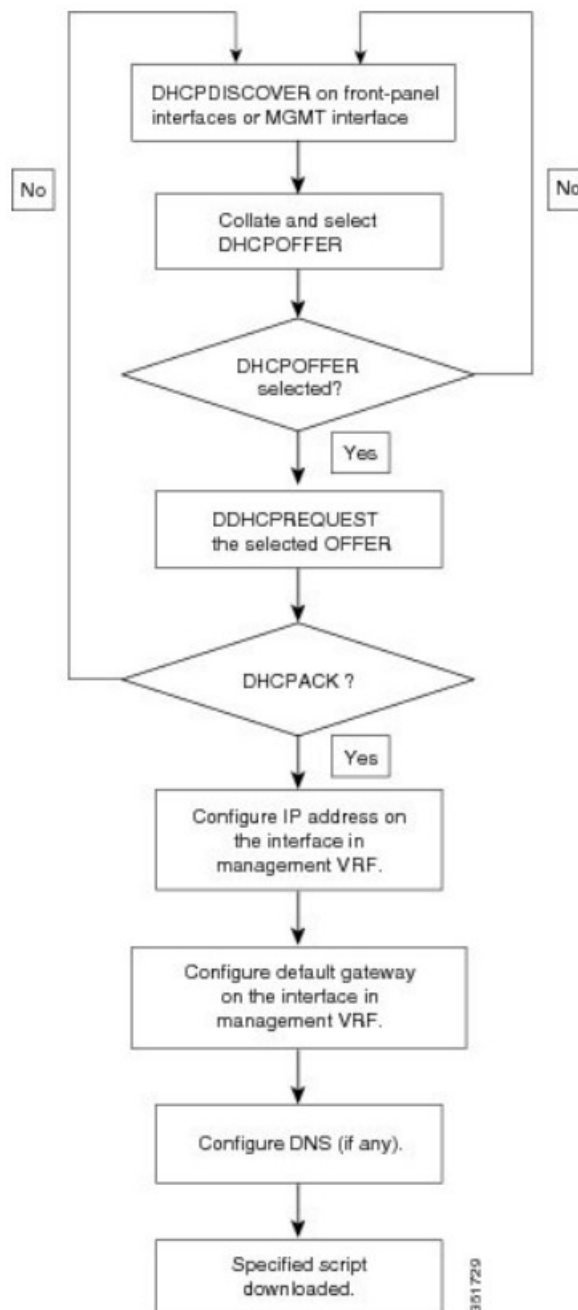 DHCPDISCOVER on front-panel
interfaces or MGMT interface
No
No
Collate and select
DHCPOFFER
DHCPOFFER
selected?
Yes
DDHCPREQUEST
the selected OFFER
DHCPACK ?
Yes
Configure IP address on
the interface in
management VRF.
Configure default gateway
on the interface in
management VRF.
Configure DNS (if any).
Specified script
downloaded.
351729